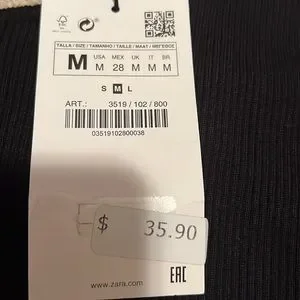 FSC
TALLA / SIZE / TAMANHO / TAILLE / MAAT / ΜΕΓΕΘΟΣ
M
USA MEX UK IT BR
M 28 M M M
S M L
ART.: 3519 / 102 / 800
03519102800038
$ 35.90
www.zara.com
EAC